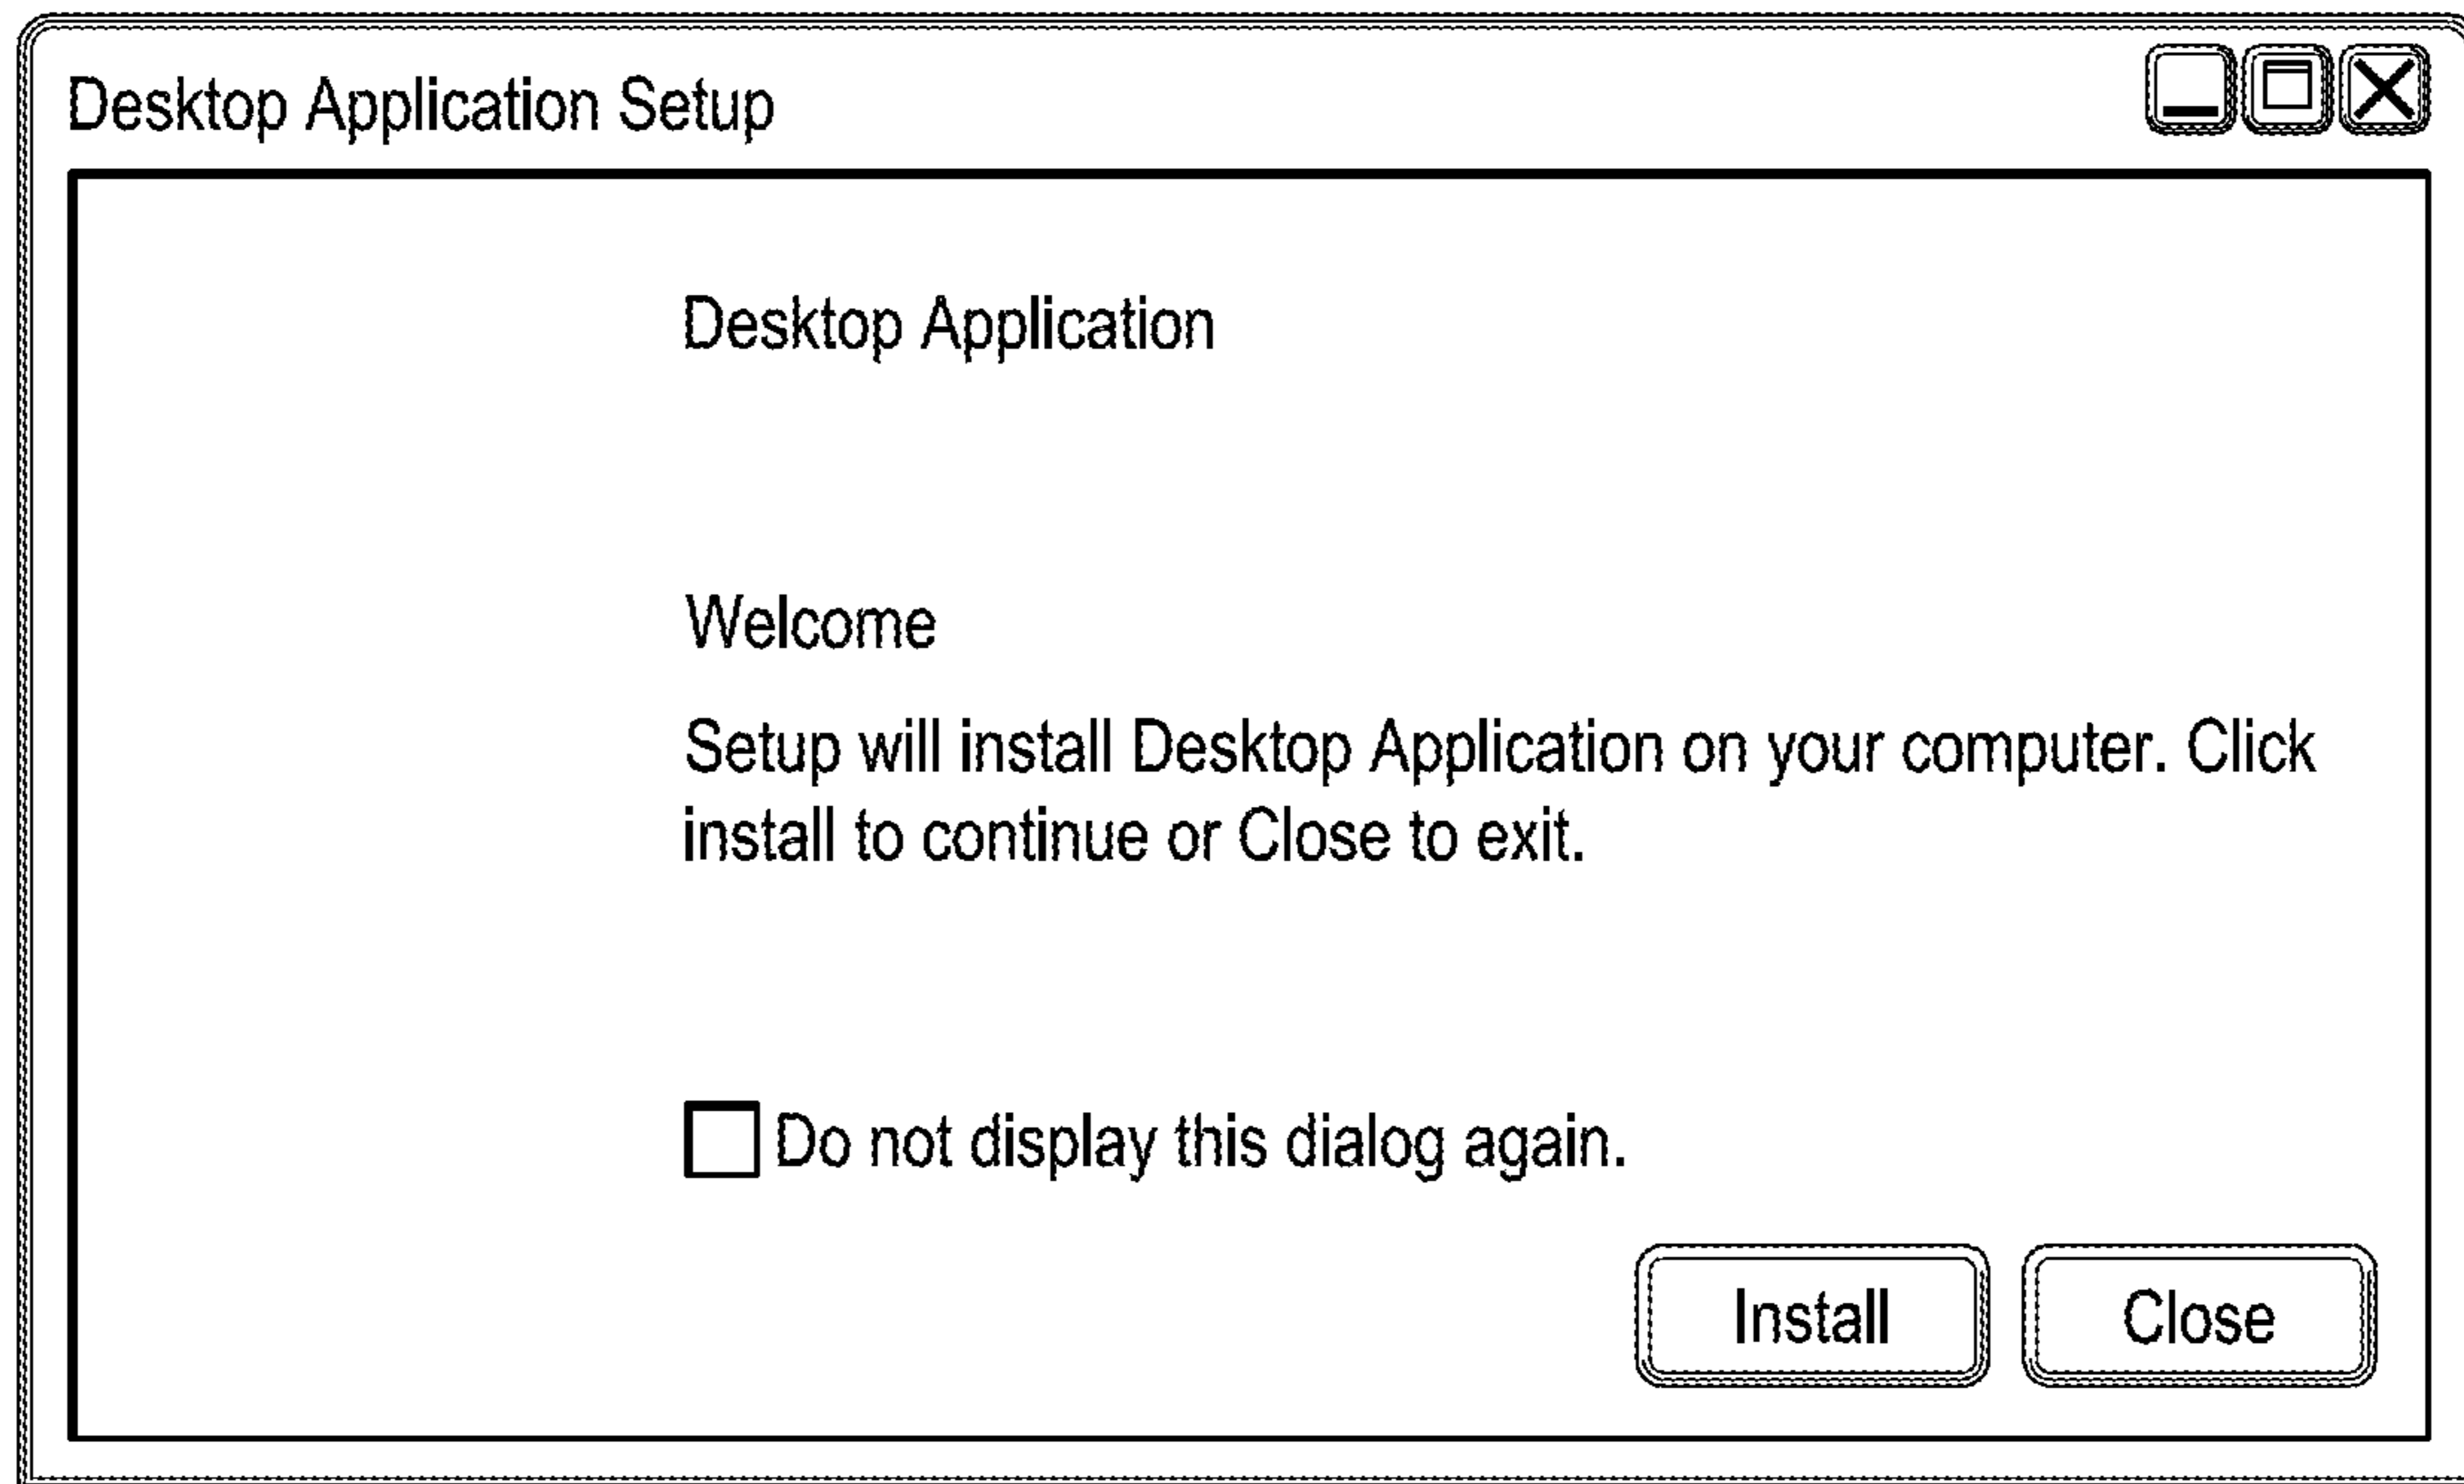 Desktop Application Setup
Desktop Application
Welcome
Setup will install Desktop Application on your computer. Click
install to continue or Close to exit.
Do not display this dialog again.
Install
Close